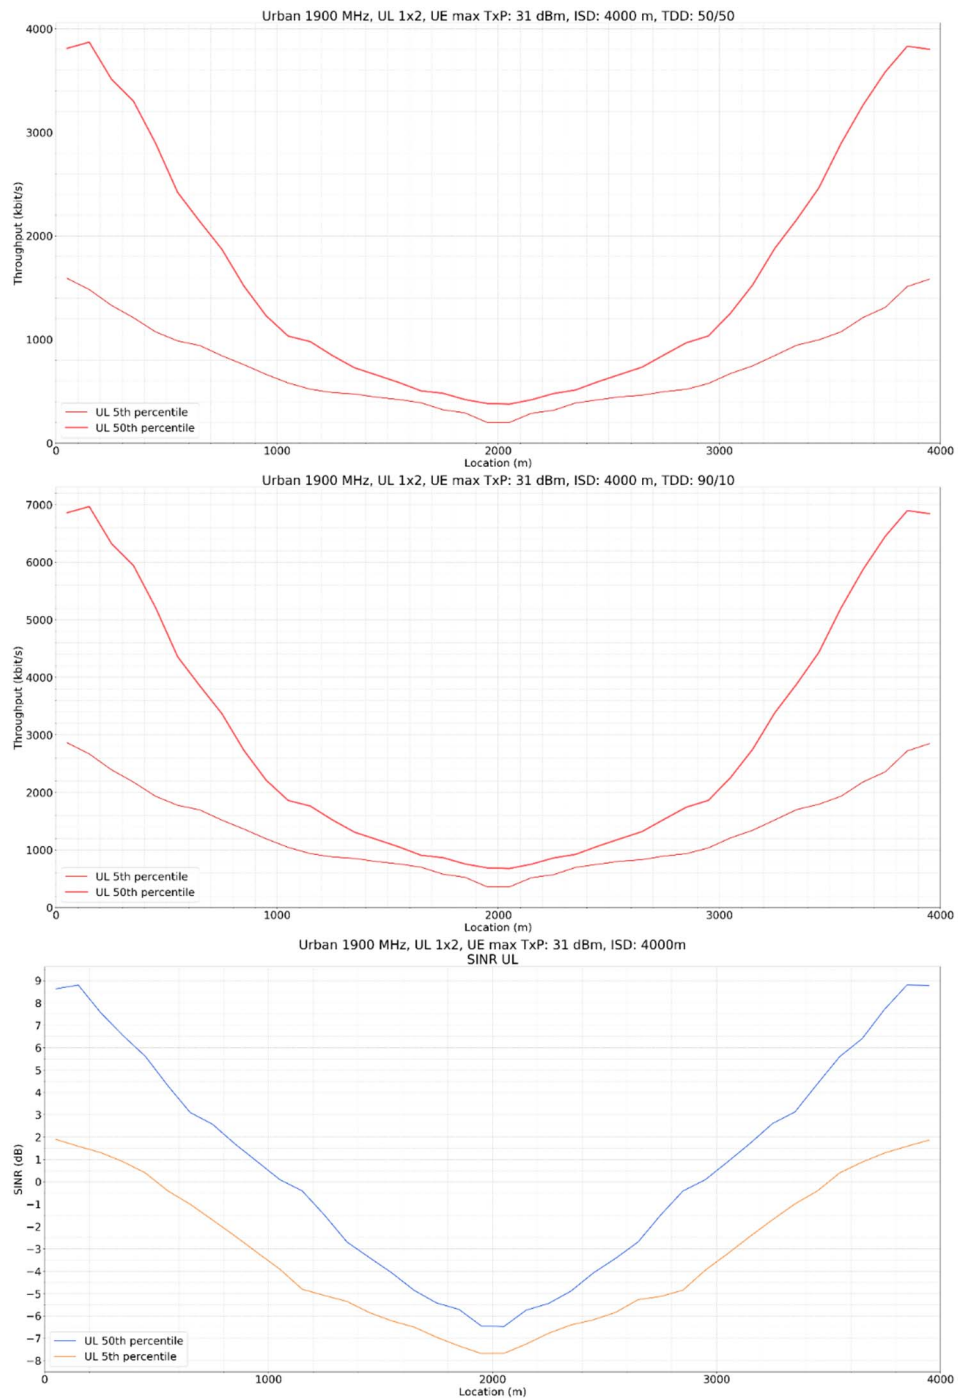 Urban 1900 MHz, UL 1x2, UE max TxP: 31 dBm, ISD: 4000 m, TDD: 50/50
4000
3000
2000
1000
0
Throughput (kbit/s)
UL 5th percentile
UL 50th percentile
0
1000
2000
3000
4000
Location (m)
Urban 1900 MHz, UL 1x2, UE max TxP: 31 dBm, ISD: 4000 m, TDD: 90/10
7000
6000
5000
4000
3000
2000
1000
0
Throughput (kbit/s)
UL 5th percentile
UL 50th percentile
0
1000
2000
3000
4000
Location (m)
Urban 1900 MHz, UL 1x2, UE max TxP: 31 dBm, ISD: 4000m
SINR UL
9
8
7
6
5
4
3
2
1
0
−1
−2
−3
−4
−5
−6
−7
−8
SINR (dB)
UL 50th percentile
UL 5th percentile
0
1000
2000
3000
4000
Location (m)